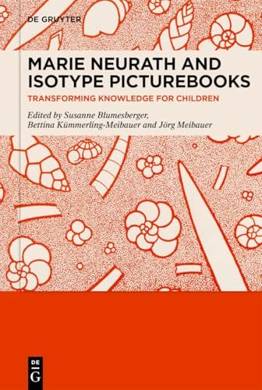 DE GRUYTER
MARIE NEURATH AND
ISOTYPE PICTUREBOOKS
TRANSFORMING KNOWLEDGE FOR CHILDREN
Edited by Susanne Blumesberger,
Bettina Kümmerling-Meibauer and Jörg Meibauer
DE
G